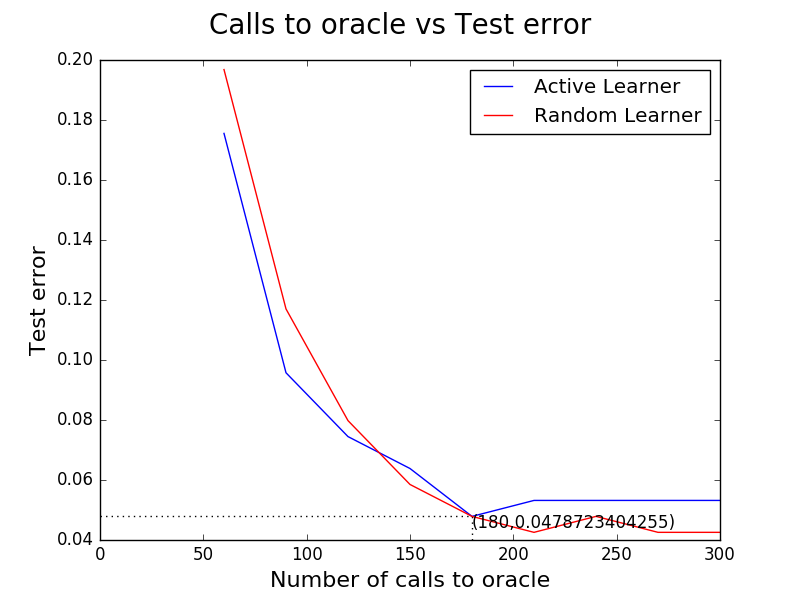 Calls to oracle vs Test error
Active Learner
Random Learner
Test error
0.20
0.18
0.16
0.14
0.12
0.10
0.08
0.06
0.04
(180,0.0478723404255)
0 50 100 150 200 250 300
Number of calls to oracle